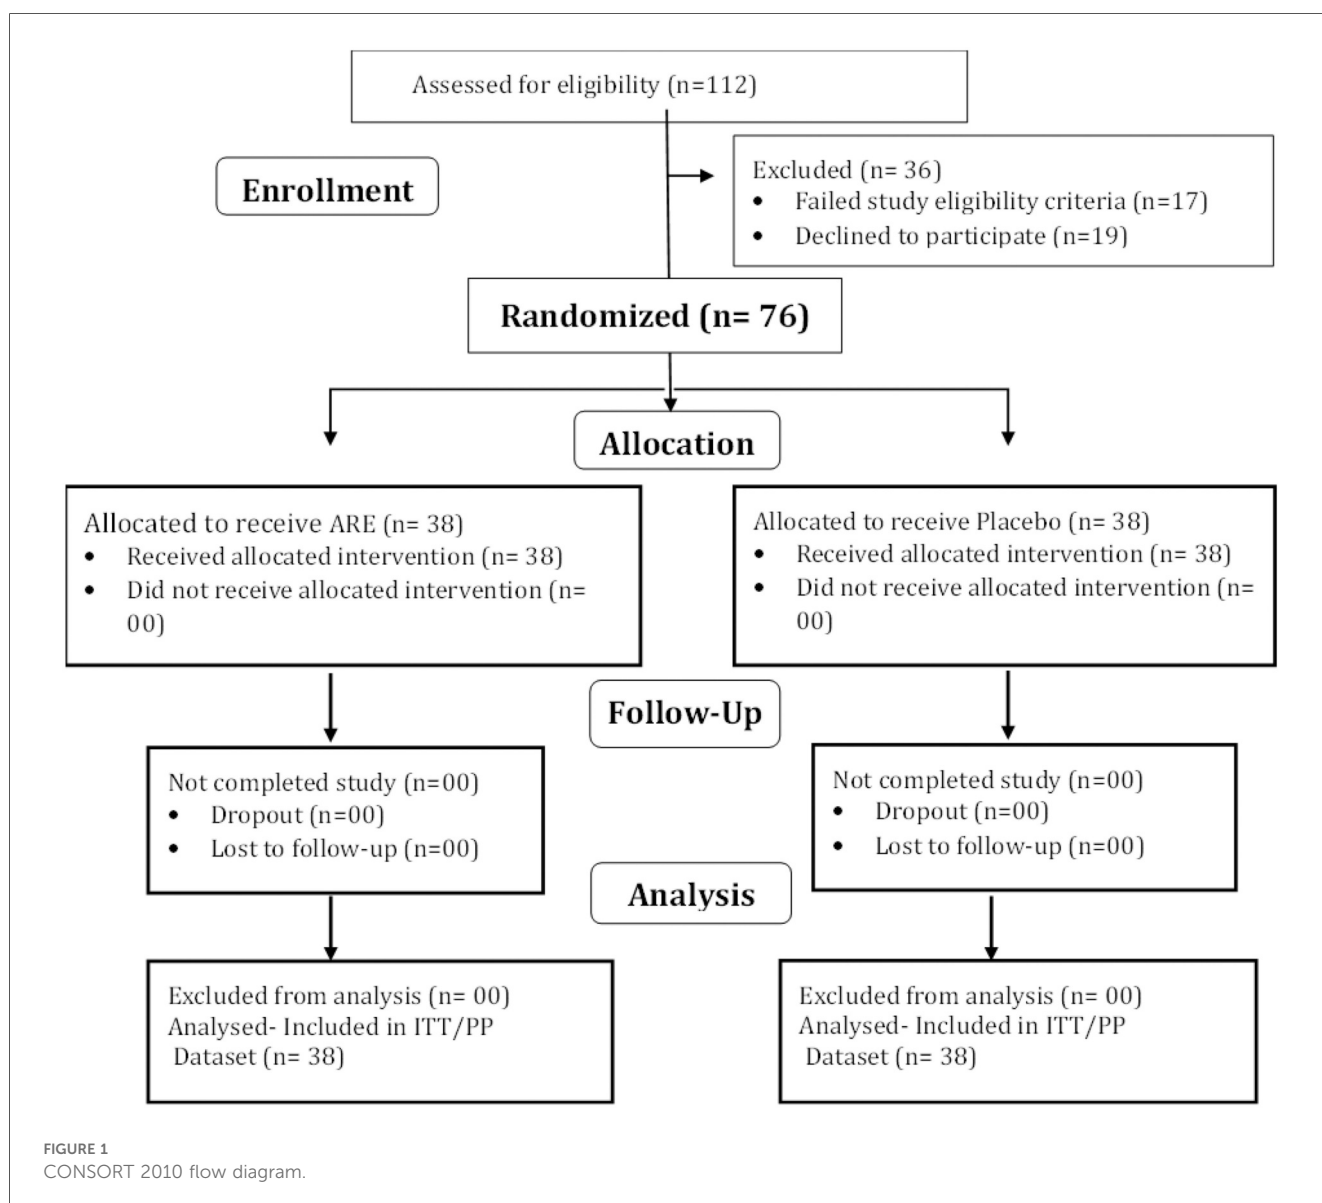 Assessed for eligibility (n=112)
Enrollment
Excluded (n= 36)
• Failed study eligibility criteria (n=17)
• Declined to participate (n=19)
Randomized (n= 76)
Allocation
Allocated to receive ARE (n= 38)
• Received allocated intervention (n= 38)
• Did not receive allocated intervention (n=
00)
Allocated to receive Placebo (n= 38)
• Received allocated intervention (n= 38)
• Did not receive allocated intervention (n=
00)
Follow-Up
Not completed study (n=00)
• Dropout (n=00)
• Lost to follow-up (n=00)
Not completed study (n=00)
• Dropout (n=00)
• Lost to follow-up (n=00)
Analysis
Excluded from analysis (n= 00)
Analysed- Included in ITT/PP
Dataset (n= 38)
Excluded from analysis (n= 00)
Analysed- Included in ITT/PP
Dataset (n= 38)
FIGURE 1
CONSORT 2010 flow diagram.